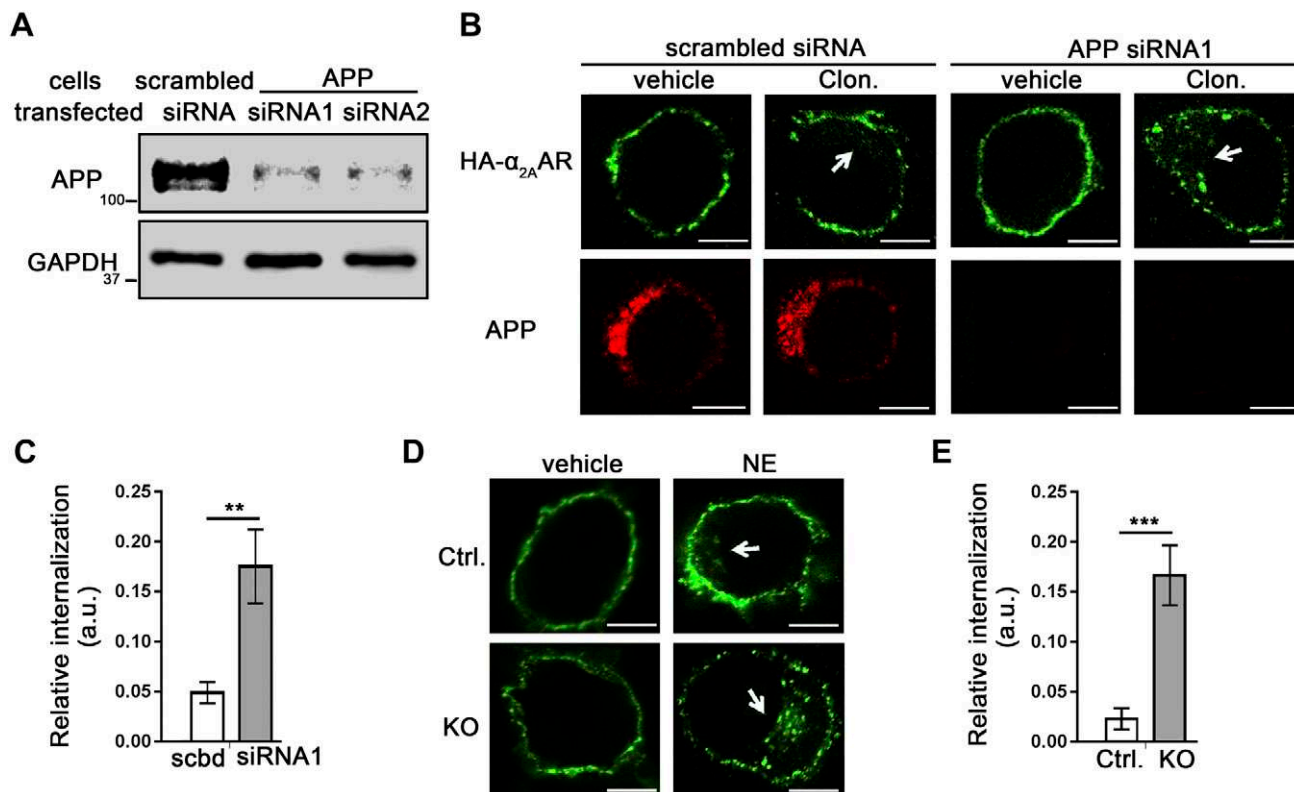 A
cells scrambled APP
transfected siRNA siRNA1 siRNA2
APP
100
GAPDH
37
B
scrambled siRNA APP siRNA1
vehicle Clon. vehicle Clon.
HA-α2AAR
APP
C
Relative internalization
(a.u.)
0.25
**
0.20
0.15
0.10
0.05
0.00
scbd siRNA1
D
vehicle NE
Ctrl.
KO
E
Relative internalization
(a.u.)
0.25
***
0.20
0.15
0.10
0.05
0.00
Ctrl. KO